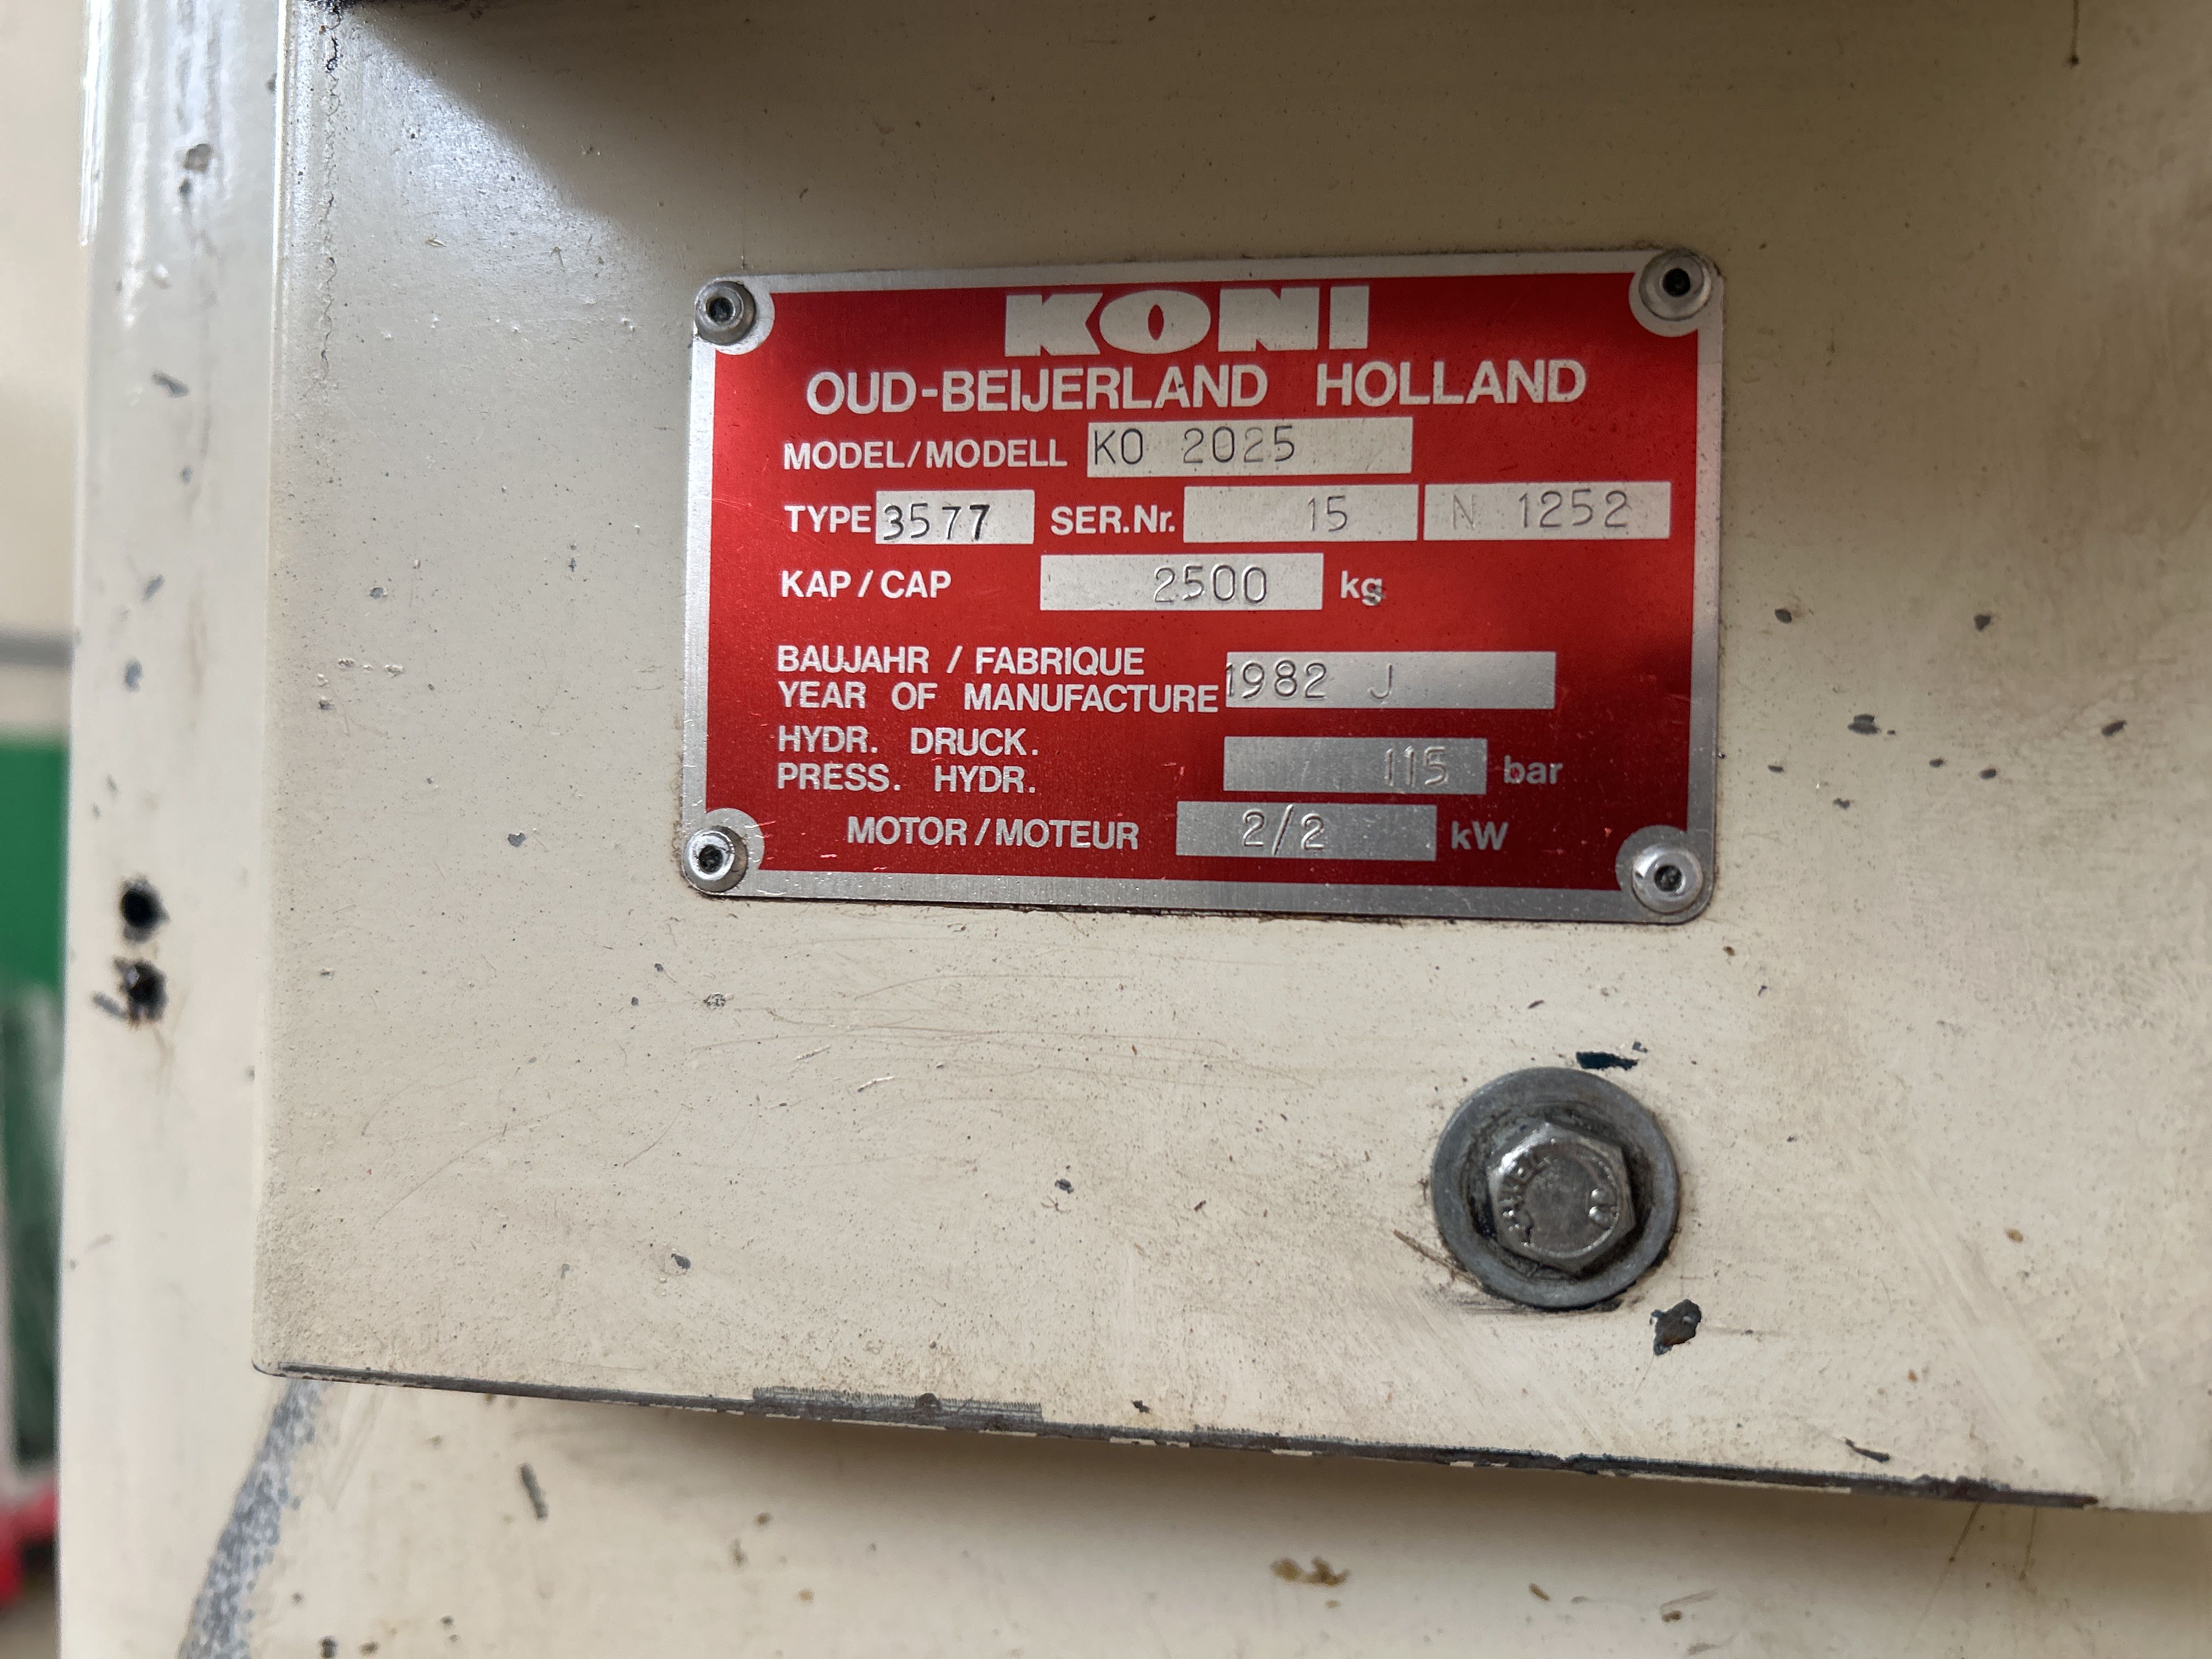 KONI
OUD-BEIJERLAND HOLLAND
MODEL/MODELL KO 2025
TYPE 3577 SER.Nr. 15 N 1252
KAP/CAP 2500 kg
BAUJAHR / FABRIQUE
YEAR OF MANUFACTURE 1982 J
HYDR. DRUCK.
PRESS. HYDR. 115 bar
MOTOR/MOTEUR 2/2 kW